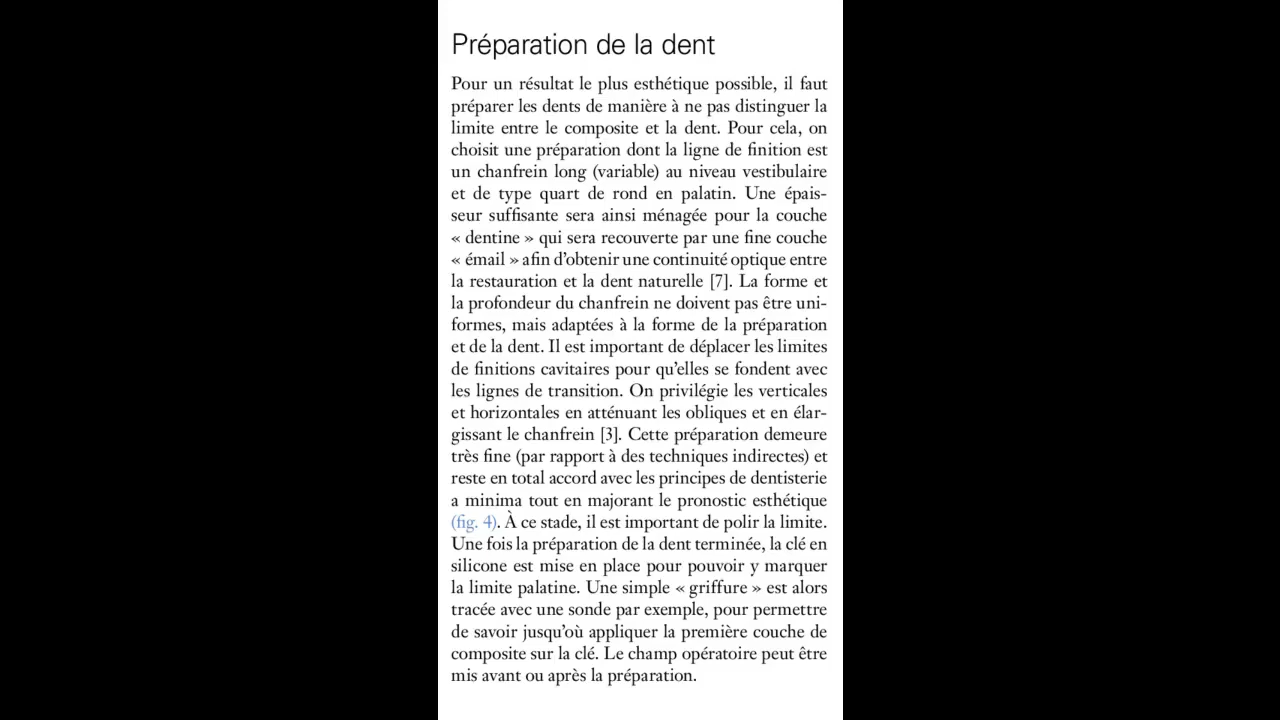 Préparation de la dent
Pour un résultat le plus esthétique possible, il faut
préparer les dents de manière à ne pas distinguer la
limite entre le composite et la dent. Pour cela, on
choisit une préparation dont la ligne de finition est
un chanfrein long (variable) au niveau vestibulaire
et de type quart de rond en palatin. Une épais-
seur suffisante sera ainsi ménagée pour la couche
« dentine » qui sera recouverte par une fine couche
« émail » afin d’obtenir une continuité optique entre
la restauration et la dent naturelle [7]. La forme et
la profondeur du chanfrein ne doivent pas être uni-
formes, mais adaptées à la forme de la préparation
et de la dent. Il est important de déplacer les limites
de finitions cavitaires pour qu’elles se fondent avec
les lignes de transition. On privilégie les verticales
et horizontales en atténuant les obliques et en élar-
gissant le chanfrein [3]. Cette préparation demeure
très fine (par rapport à des techniques indirectes) et
reste en total accord avec les principes de dentisterie
a minima tout en majorant le pronostic esthétique
(fig. 4). À ce stade, il est important de polir la limite.
Une fois la préparation de la dent terminée, la clé en
silicone est mise en place pour pouvoir y marquer
la limite palatine. Une simple « griffure » est alors
tracée avec une sonde par exemple, pour permettre
de savoir jusqu’où appliquer la première couche de
composite sur la clé. Le champ opératoire peut être
mis avant ou après la préparation.